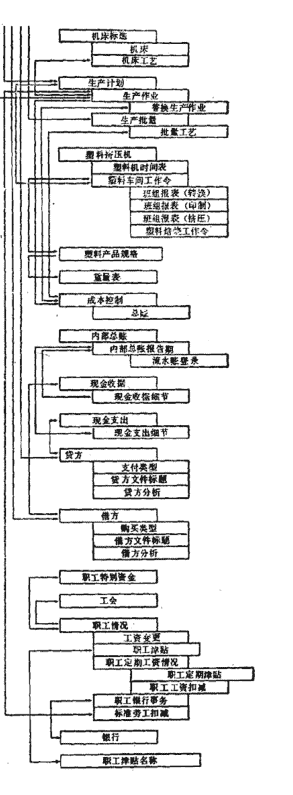 机床标准
机床
机床工艺
生产计划
生产作业
替换生产作业
生产批量
批量工艺
塑料挤压机
塑料机时间表
塑料车间工作令
班组报表（转换）
班组报表（印制）
班组报表（挤压）
塑料焙烧工作令
塑料产品规格
重量表
成本控制
总账
内部总账
内部总账报告期
流水账登录
现金收据
现金收据细节
现金支出
现金支出细节
贷方
支付类型
贷方文件标题
贷方分析
借方
购买类型
借方文件标题
借方分析
职工特别资金
工会
职工情况
工资变更
职工津贴
职工定期工资情况
职工定期津贴
职工工资扣减
职工银行事务
标准劳工扣减
银行
职工津贴名称